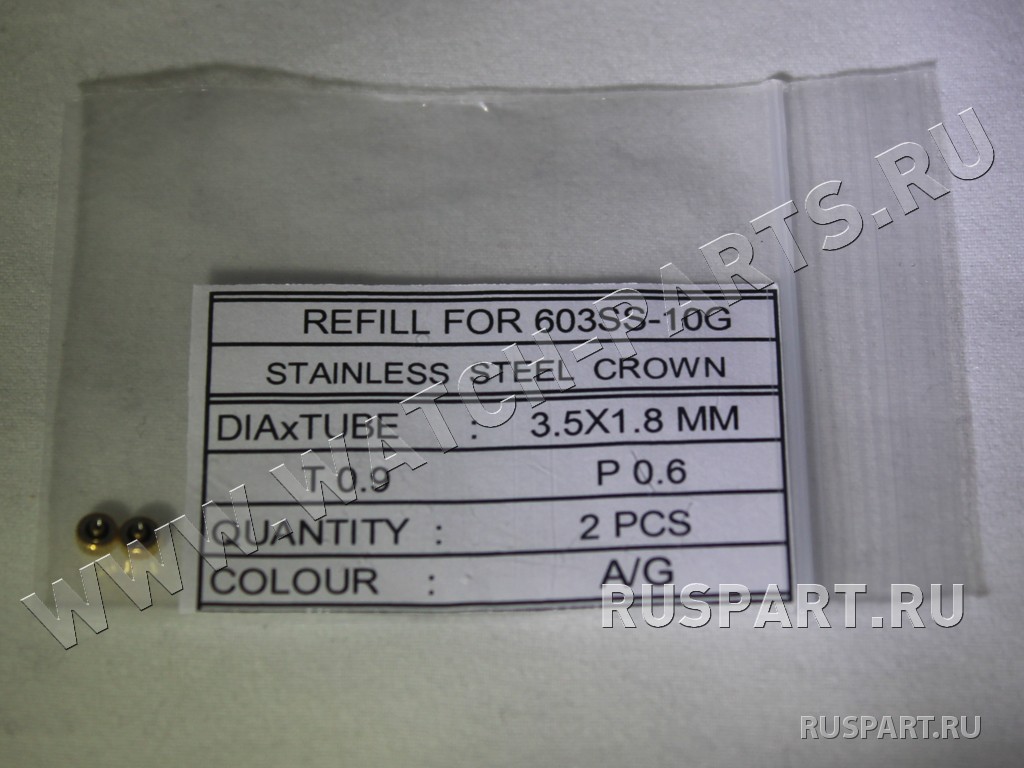 REFILL FOR 603SS-10G
STAINLESS STEEL CROWN
DIAxTUBE : 3.5X1.8 MM
T 0.9 P 0.6
QUANTITY : 2 PCS
COLOUR : A/G
WWW.WATCH-PARTS.RU
RUSPART.RU
RUSPART.RU